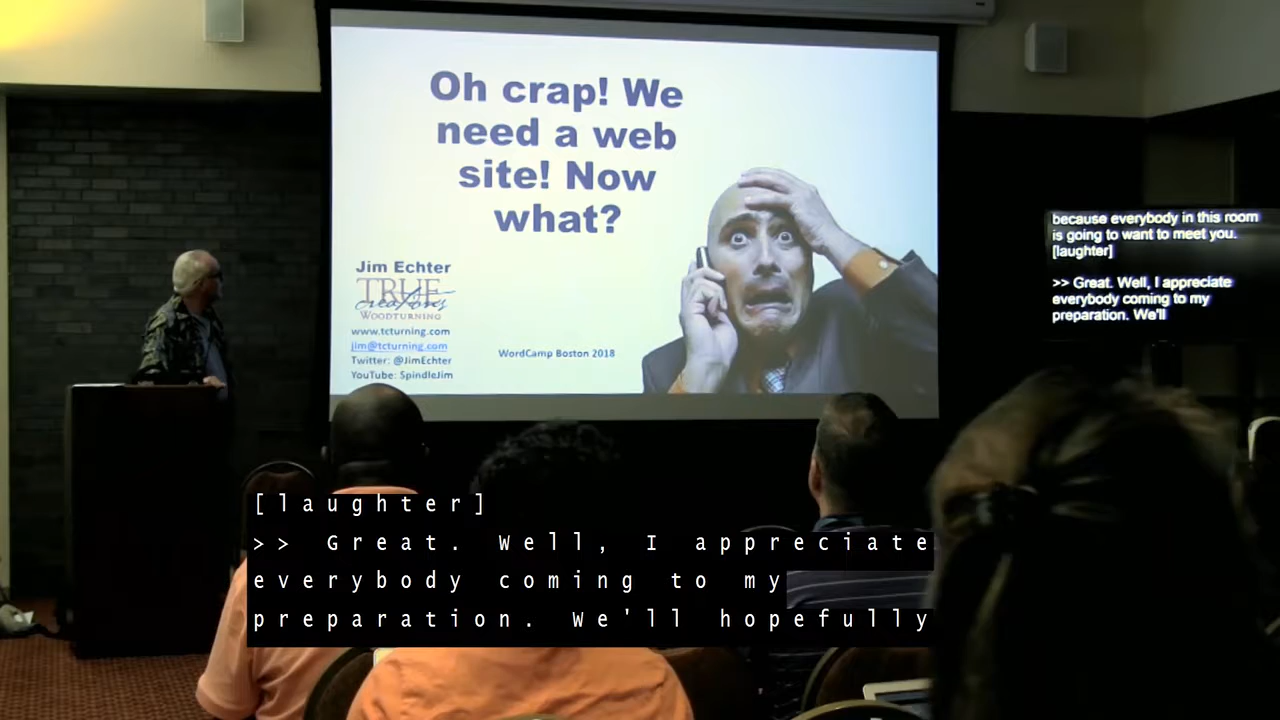 Oh crap! We
need a web
site! Now
what?
Jim Echter
TRUE
creations
WOODTURNING
www.tcturning.com
jim@tcturning.com
Twitter: @JimEchter
YouTube: SpindleJim
WordCamp Boston 2018
because everybody in this room
is going to want to meet you.
[laughter]
>> Great. Well, I appreciate
everybody coming to my
preparation. We'll
[laughter]
>> Great. Well, I appreciate
everybody coming to my
preparation. We'll hopefully